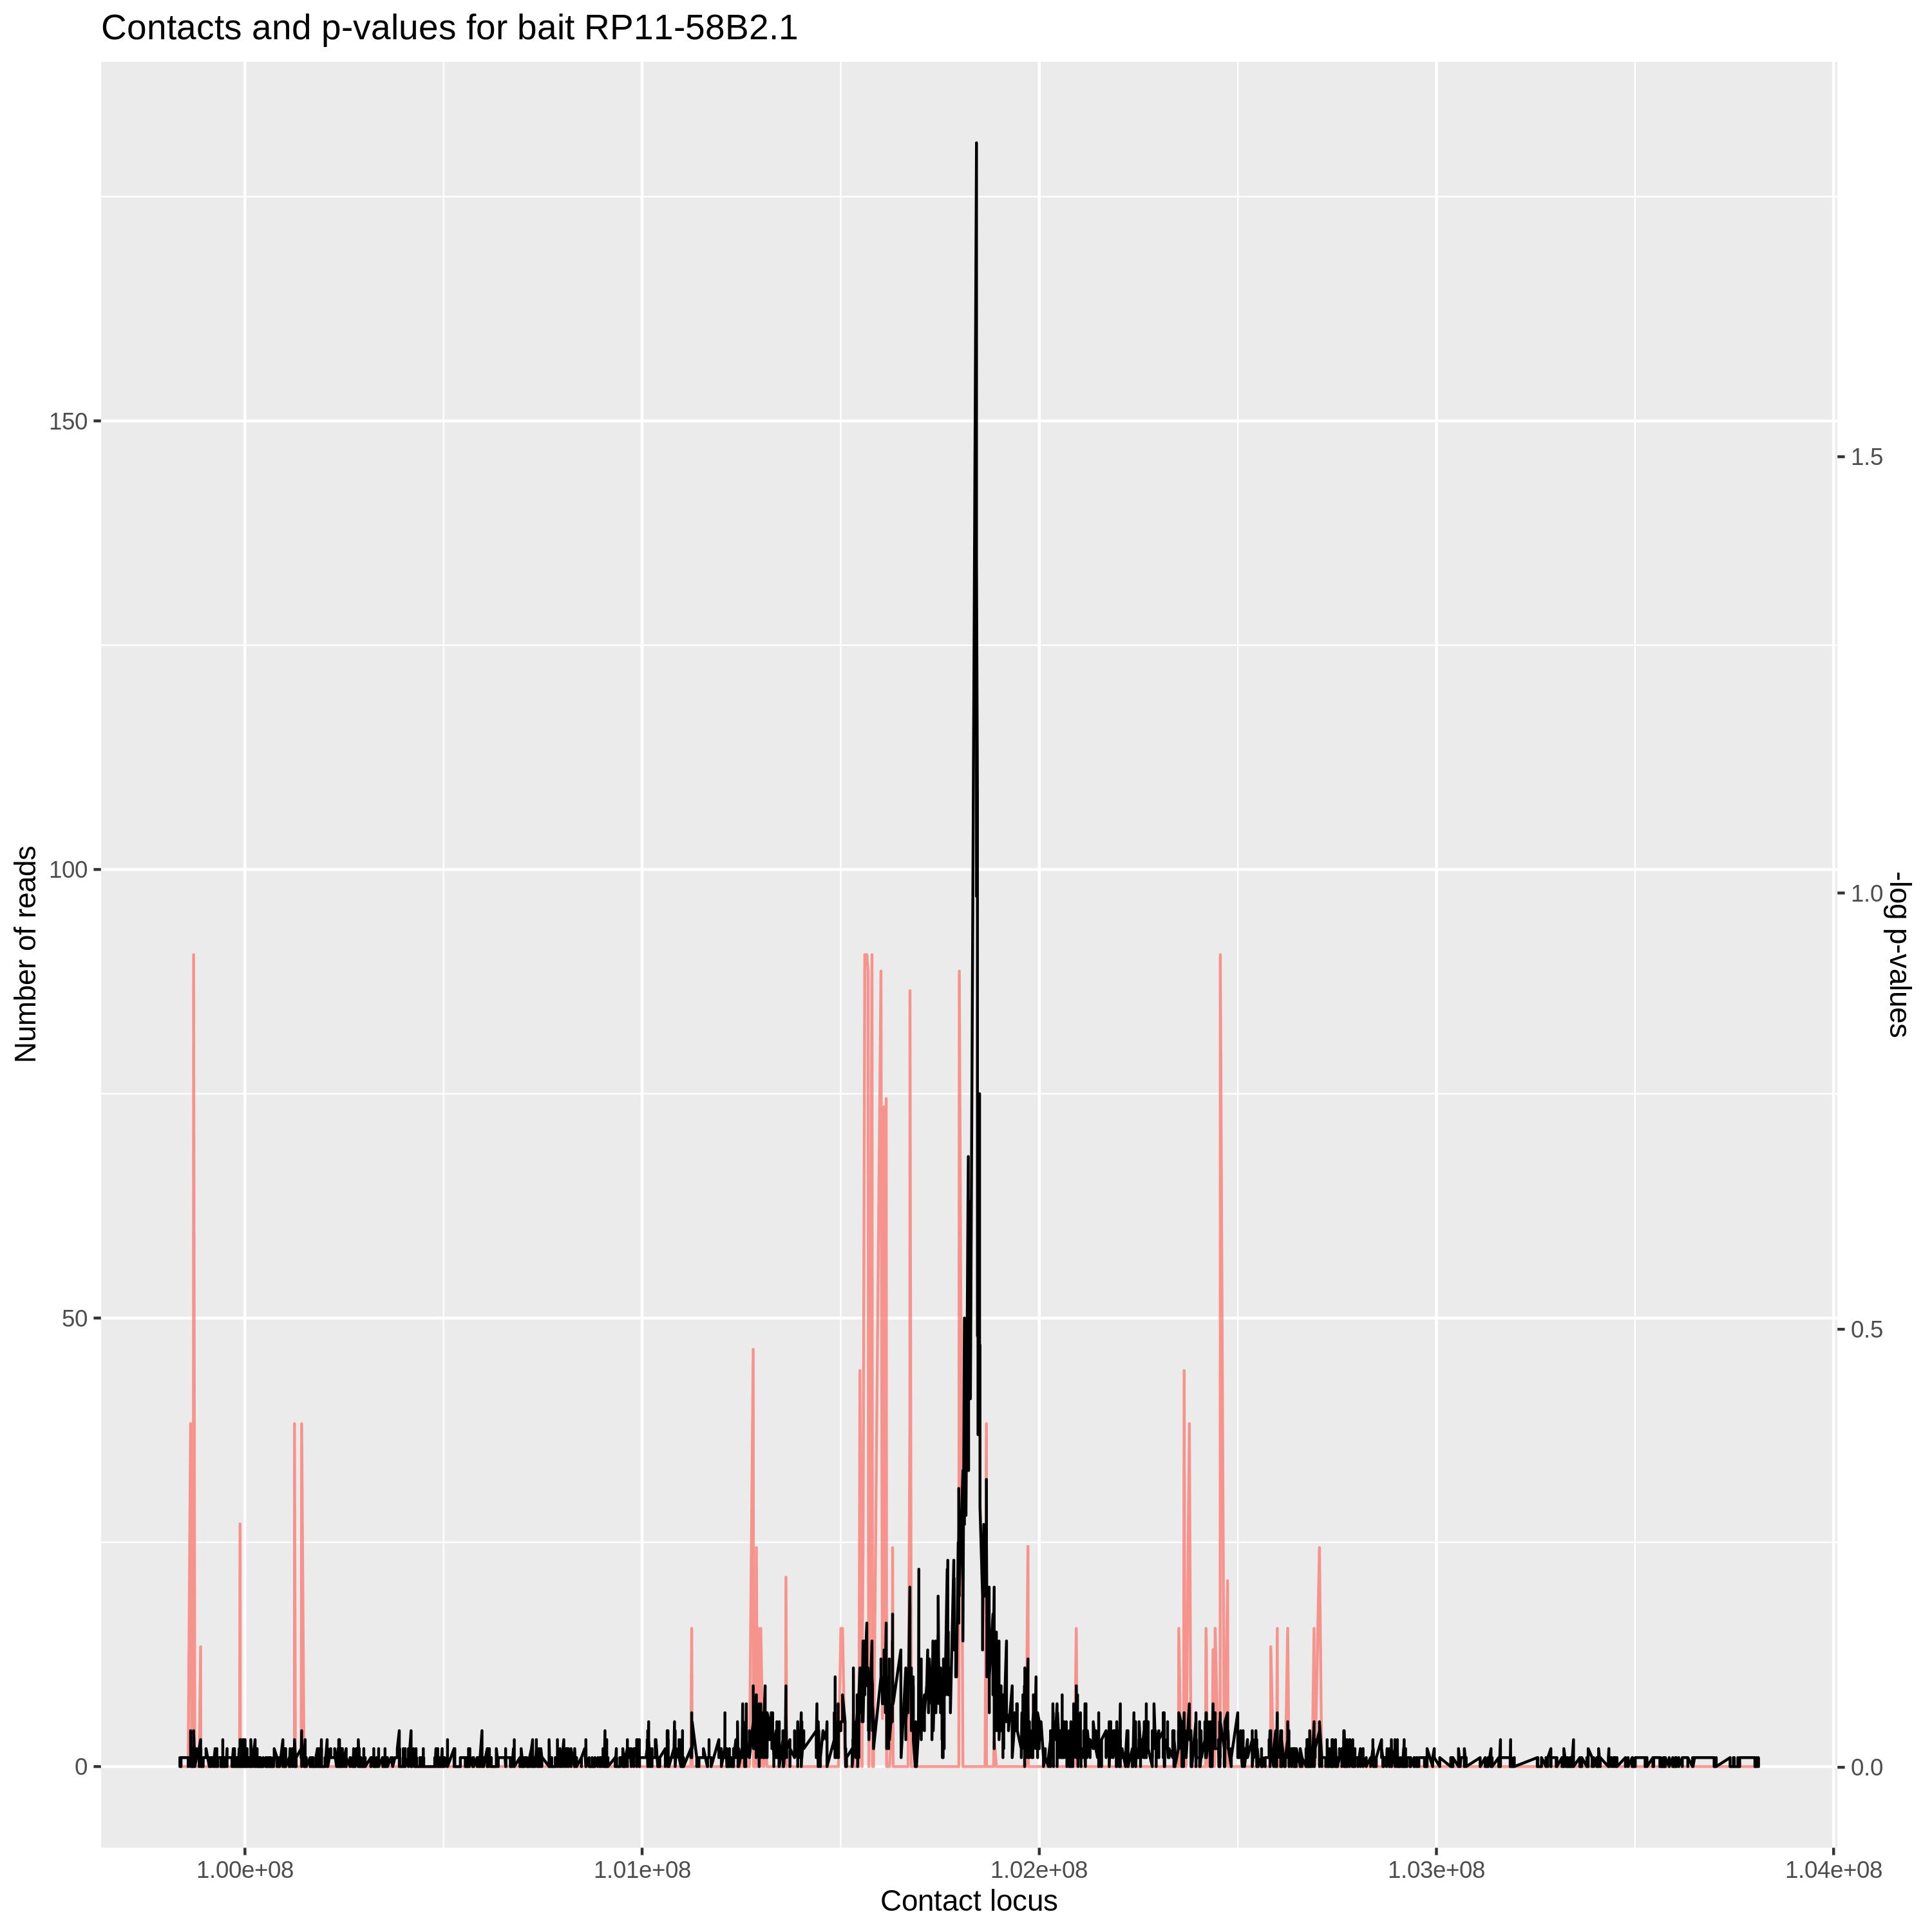 Contacts and p-values for bait RP11-58B2.1
150
100
50
0
Number of reads
1.5
1.0
0.5
0.0
-log p-values
1.00e+08
1.01e+08
1.02e+08
1.03e+08
1.04e+08
Contact locus